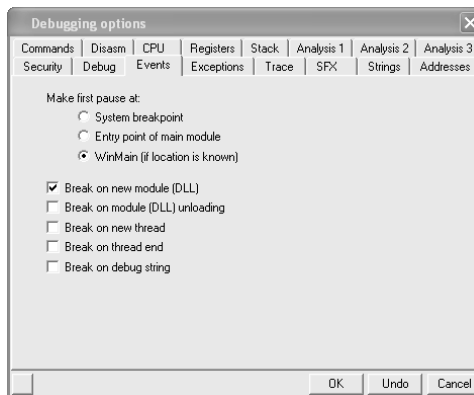 Debugging options
Commands Disasm CPU Registers Stack Analysis 1 Analysis 2 Analysis 3
Security Debug Events Exceptions Trace SFX Strings Addresses
Make first pause at:
System breakpoint
Entry point of main module
WinMain (if location is known)
Break on new module (DLL)
Break on module (DLL) unloading
Break on new thread
Break on thread end
Break on debug string
OK Undo Cancel